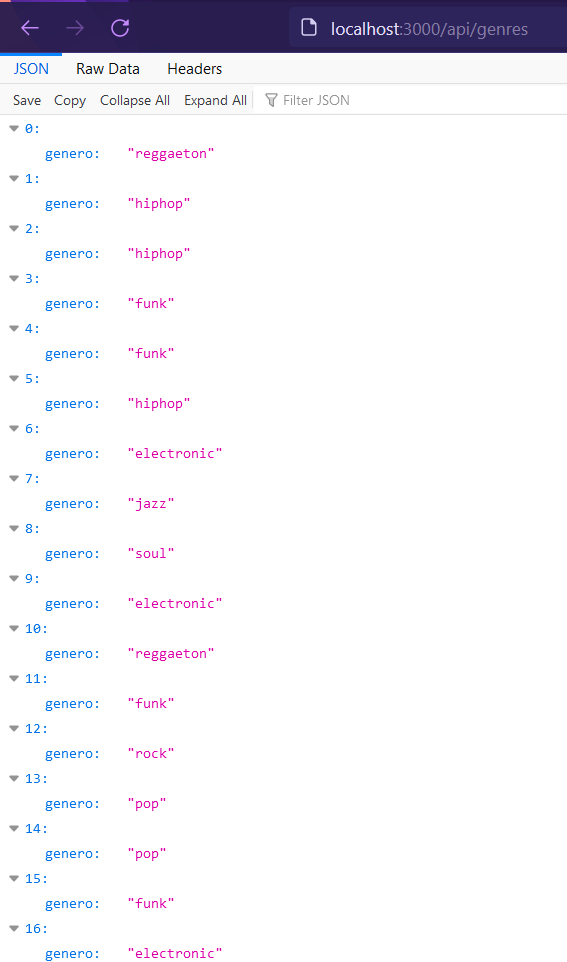 localhost:3000/api/genres
JSON Raw Data Headers
Save Copy Collapse All Expand All Filter JSON
0:
genero: "reggaeton"
1:
genero: "hiphop"
2:
genero: "hiphop"
3:
genero: "funk"
4:
genero: "funk"
5:
genero: "hiphop"
6:
genero: "electronic"
7:
genero: "jazz"
8:
genero: "soul"
9:
genero: "electronic"
10:
genero: "reggaeton"
11:
genero: "funk"
12:
genero: "rock"
13:
genero: "pop"
14:
genero: "pop"
15:
genero: "funk"
16:
genero: "electronic"